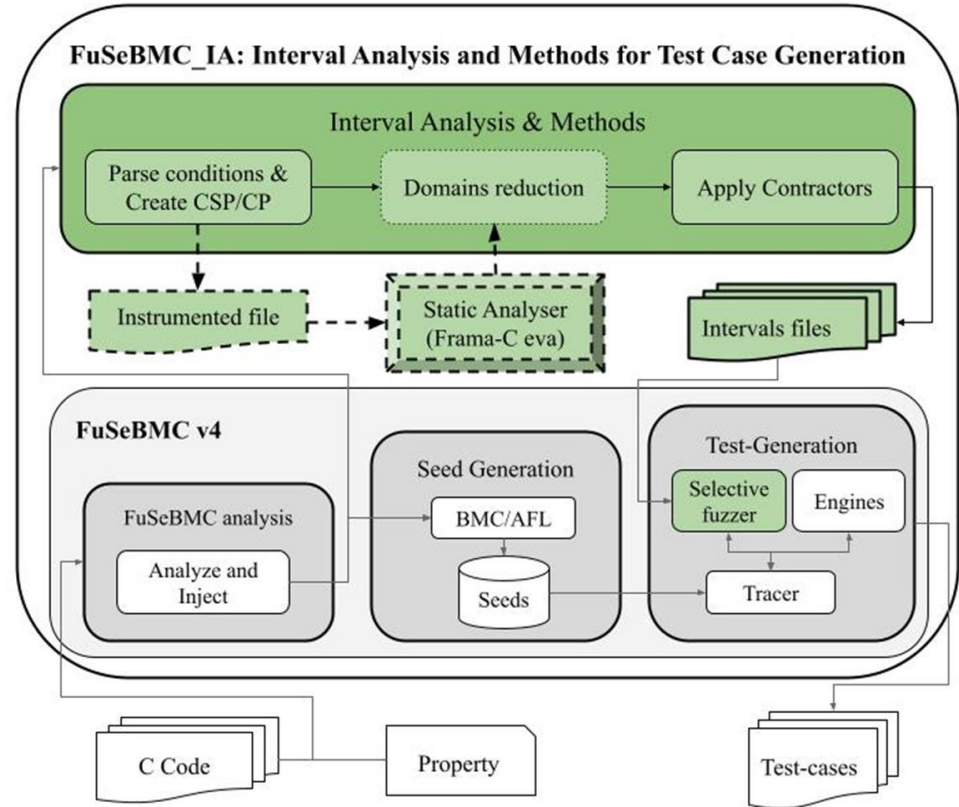 FuSeBMC_IA: Interval Analysis and Methods for Test Case Generation
Interval Analysis & Methods
Parse conditions &
Create CSP/CP
Domains reduction
Apply Contractors
Instrumented file
Static Analyser
(Frama-C eva)
Intervals files
FuSeBMC v4
FuSeBMC analysis
Analyze and
Inject
Seed Generation
BMC/AFL
Seeds
Test-Generation
Selective
fuzzer
Engines
Tracer
C Code
Property
Test-cases